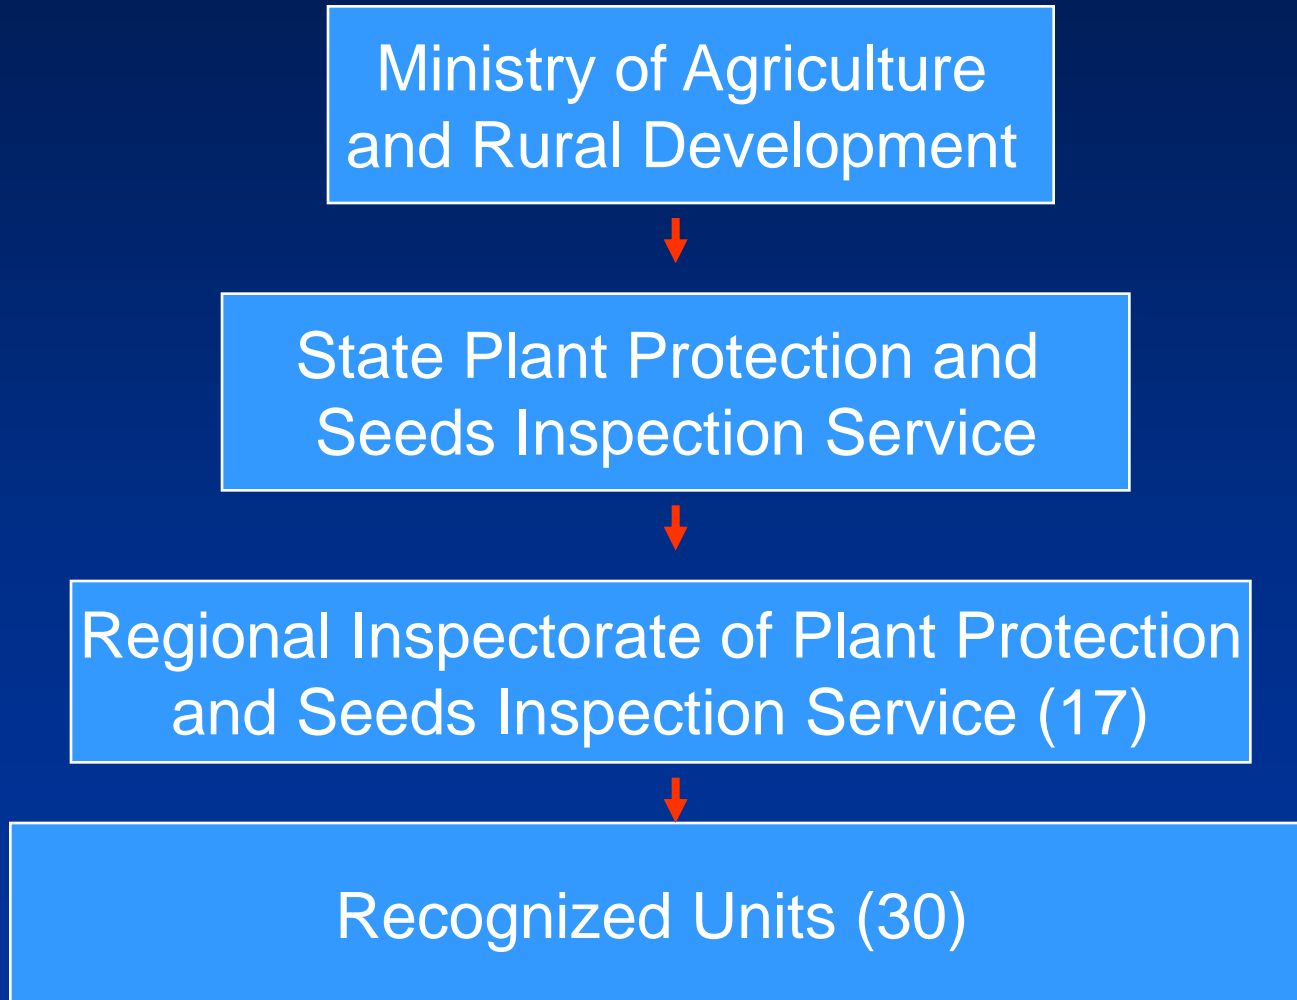 Ministry of Agriculture
and Rural Development
State Plant Protection and
Seeds Inspection Service
Regional Inspectorate of Plant Protection
and Seeds Inspection Service (17)
Recognized Units (30)